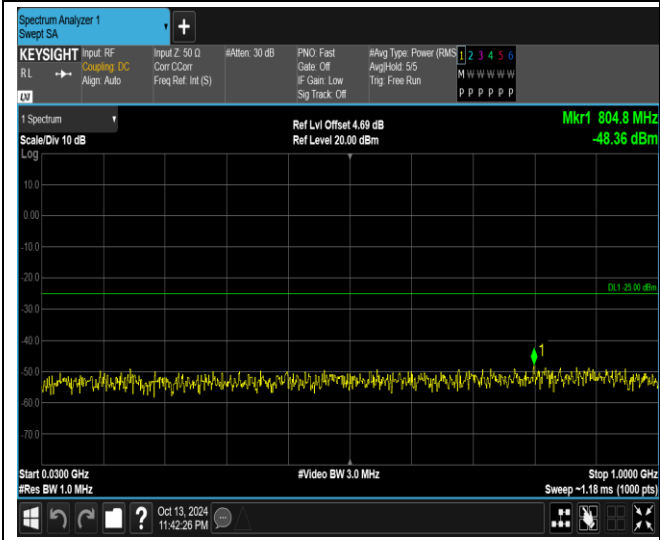 Spectrum Analyzer 1
Swept SA
+
KEYSIGHT Input: RF Input Z: 50 Ω #Atten: 30 dB PNO: Fast #Avg Type: Power (RMS 1 2 3 4 5 6
RL Coupling: DC Corr CCorr Gate: Off Avg|Hold: 5/5 M W W W W W
Align: Auto Freq Ref: Int (S) IF Gain: Low Trig: Free Run
Sig Track: Off P P P P P P
LXI
1 Spectrum Ref Lvl Offset 4.69 dB Mkr1 804.8 MHz
Scale/Div 10 dB Ref Level 20.00 dBm -48.36 dBm
Log
10.0
0.00
-10.0
-20.0
DL1 -25.00 dBm
-30.0
-40.0
1
-50.0
-60.0
-70.0
Start 0.0300 GHz #Video BW 3.0 MHz Stop 1.0000 GHz
#Res BW 1.0 MHz Sweep ~1.18 ms (1000 pts)
? Oct 13, 2024
11:42:26 PM